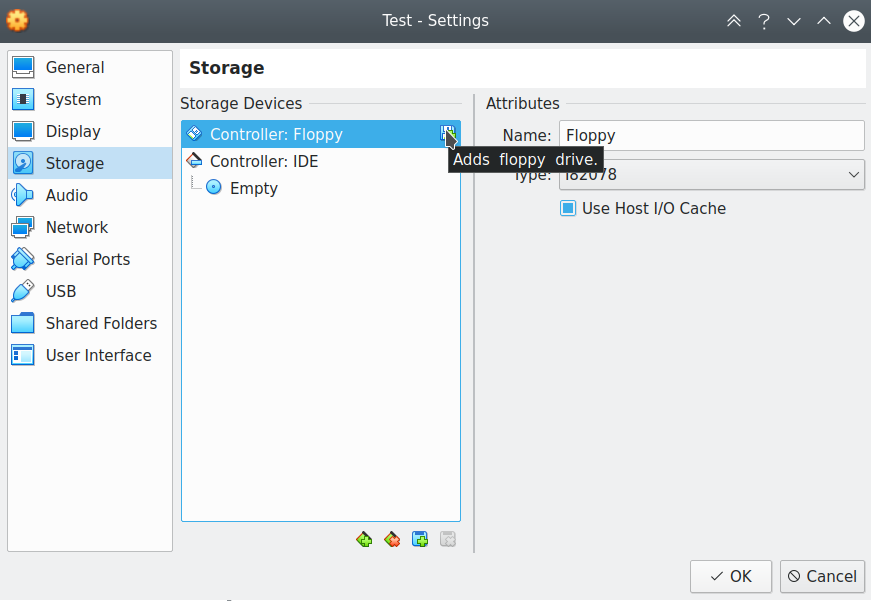 Test - Settings
General
System
Display
Storage
Audio
Network
Serial Ports
USB
Shared Folders
User Interface
Storage
Storage Devices
Controller: Floppy
Controller: IDE
Empty
Attributes
Name: Floppy
Adds floppy drive.
Type: I82078
Use Host I/O Cache
OK
Cancel